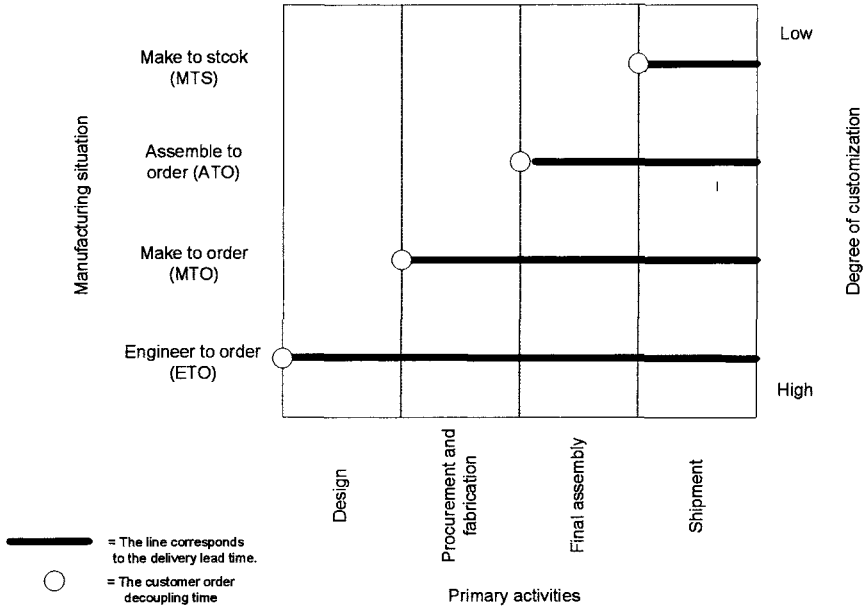 Low
Make to stcok
(MTS)
Assemble to
order (ATO)
Make to order
(MTO)
Engineer to order
(ETO)
High
Manufacturing situation
Degree of customization
Design
Procurement and
fabrication
Final assembly
Shipment
= The line corresponds
to the delivery lead time.
= The customer order
decoupling time
Primary activities